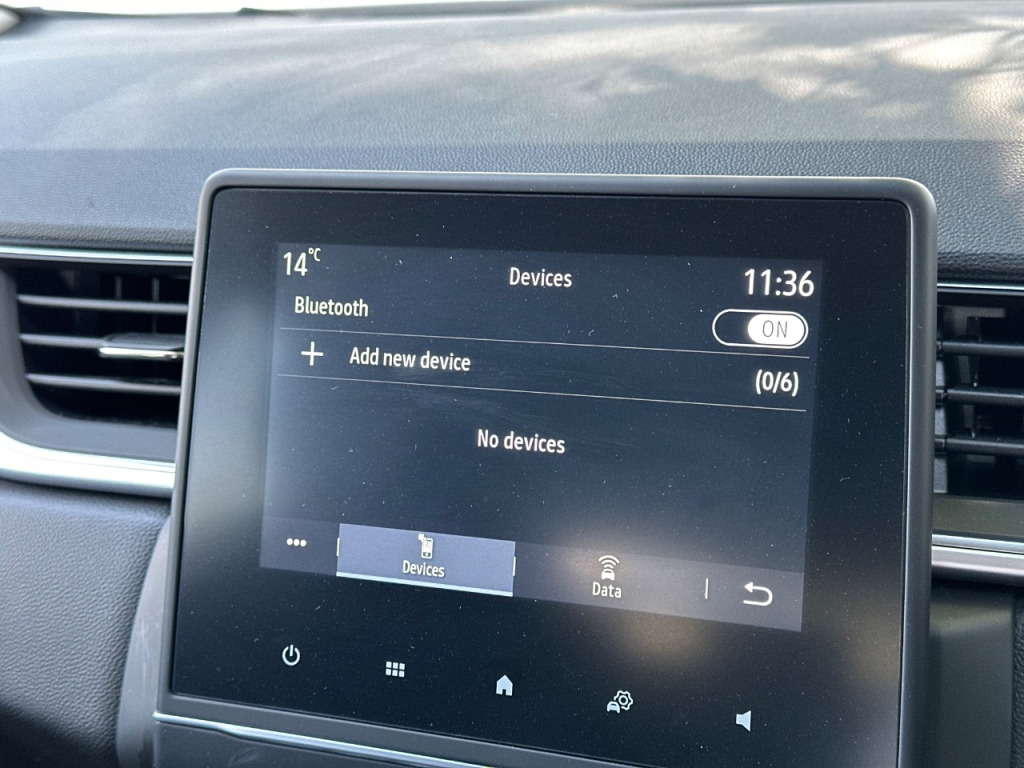 14°C
Devices
11:36
Bluetooth
ON
Add new device
(0/6)
No devices
Devices
Data